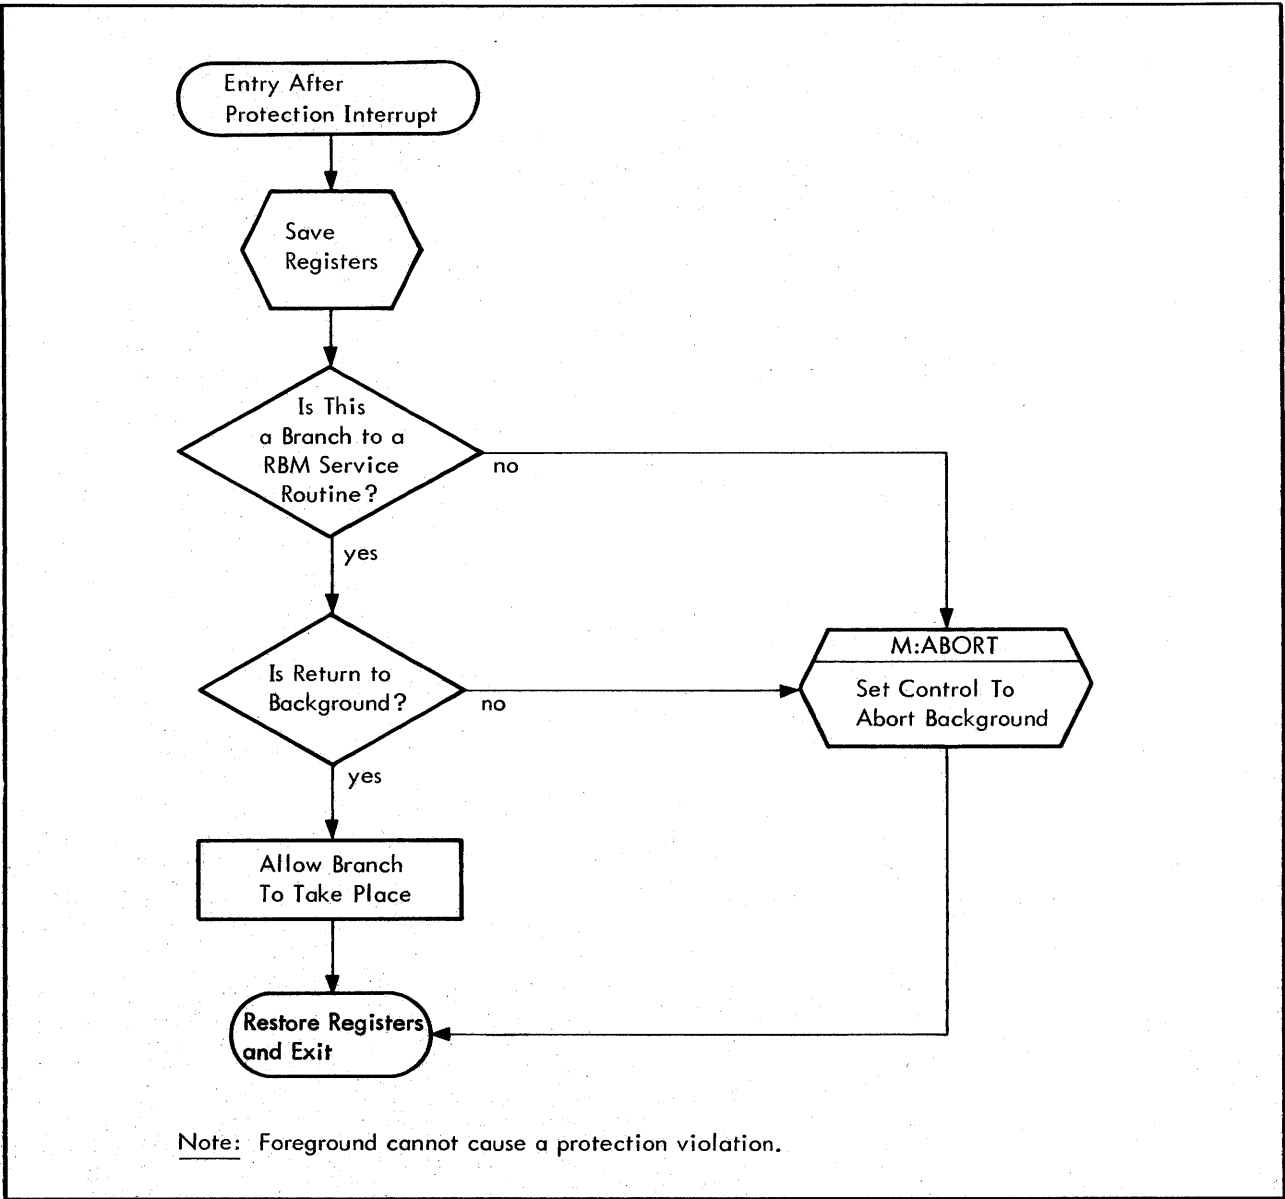 Entry After
Protection Interrupt
Save
Registers
Is This
a Branch to a
RBM Service
Routine?
no
yes
Is Return to
Background?
no
yes
M:ABORT
Set Control To
Abort Background
Allow Branch
To Take Place
Restore Registers
and Exit
Note: Foreground cannot cause a protection violation.